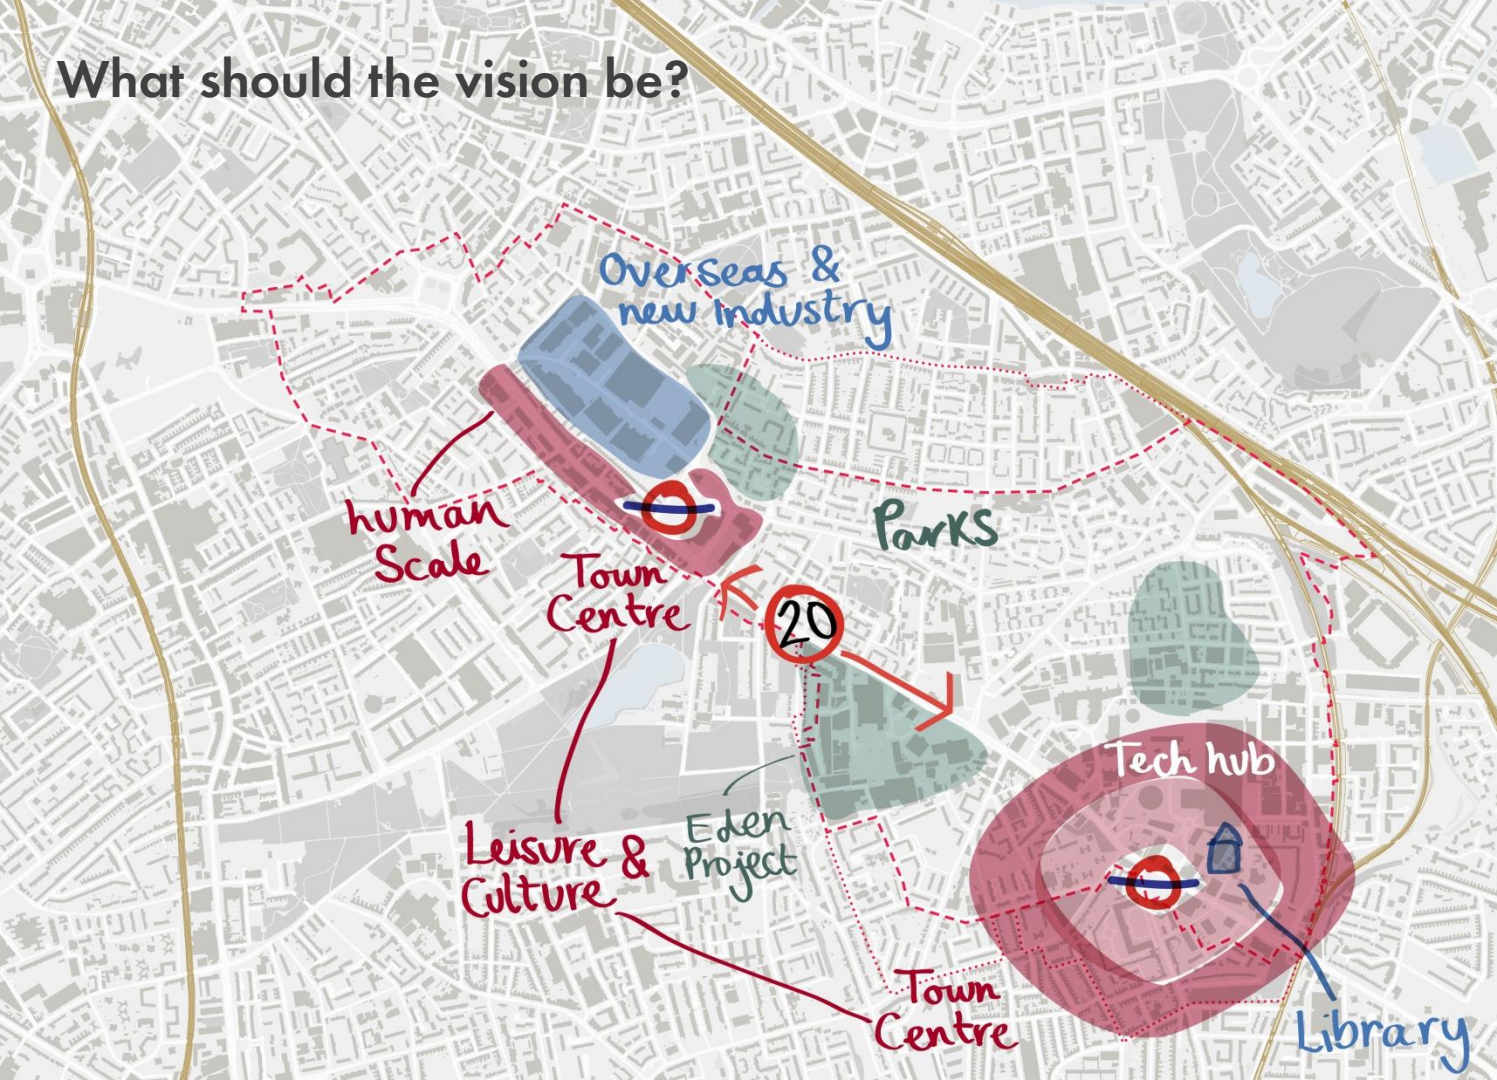 What should the vision be?
Overseas &
new Industry
human
Scale
Town
Centre
Parks
20
Eden
Project
Leisure &
Culture
Tech hub
Town
Centre
Library